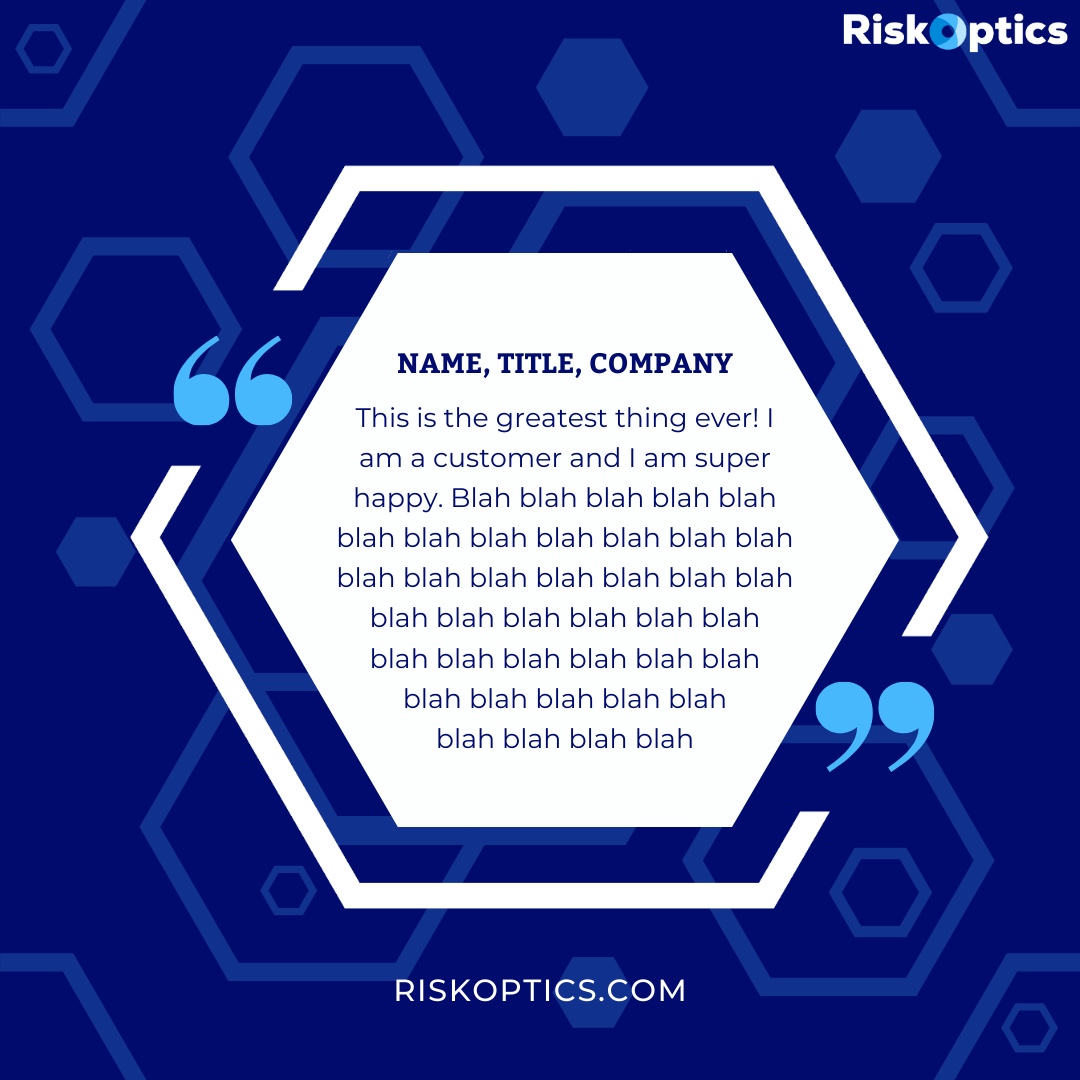 RiskOptics
NAME, TITLE, COMPANY
This is the greatest thing ever! I
am a customer and I am super
happy. Blah blah blah blah blah
blah blah blah blah blah blah blah
blah blah blah blah blah blah blah
blah blah blah blah blah blah
blah blah blah blah blah blah
blah blah blah blah blah
blah blah blah blah
RISKOPTICS.COM